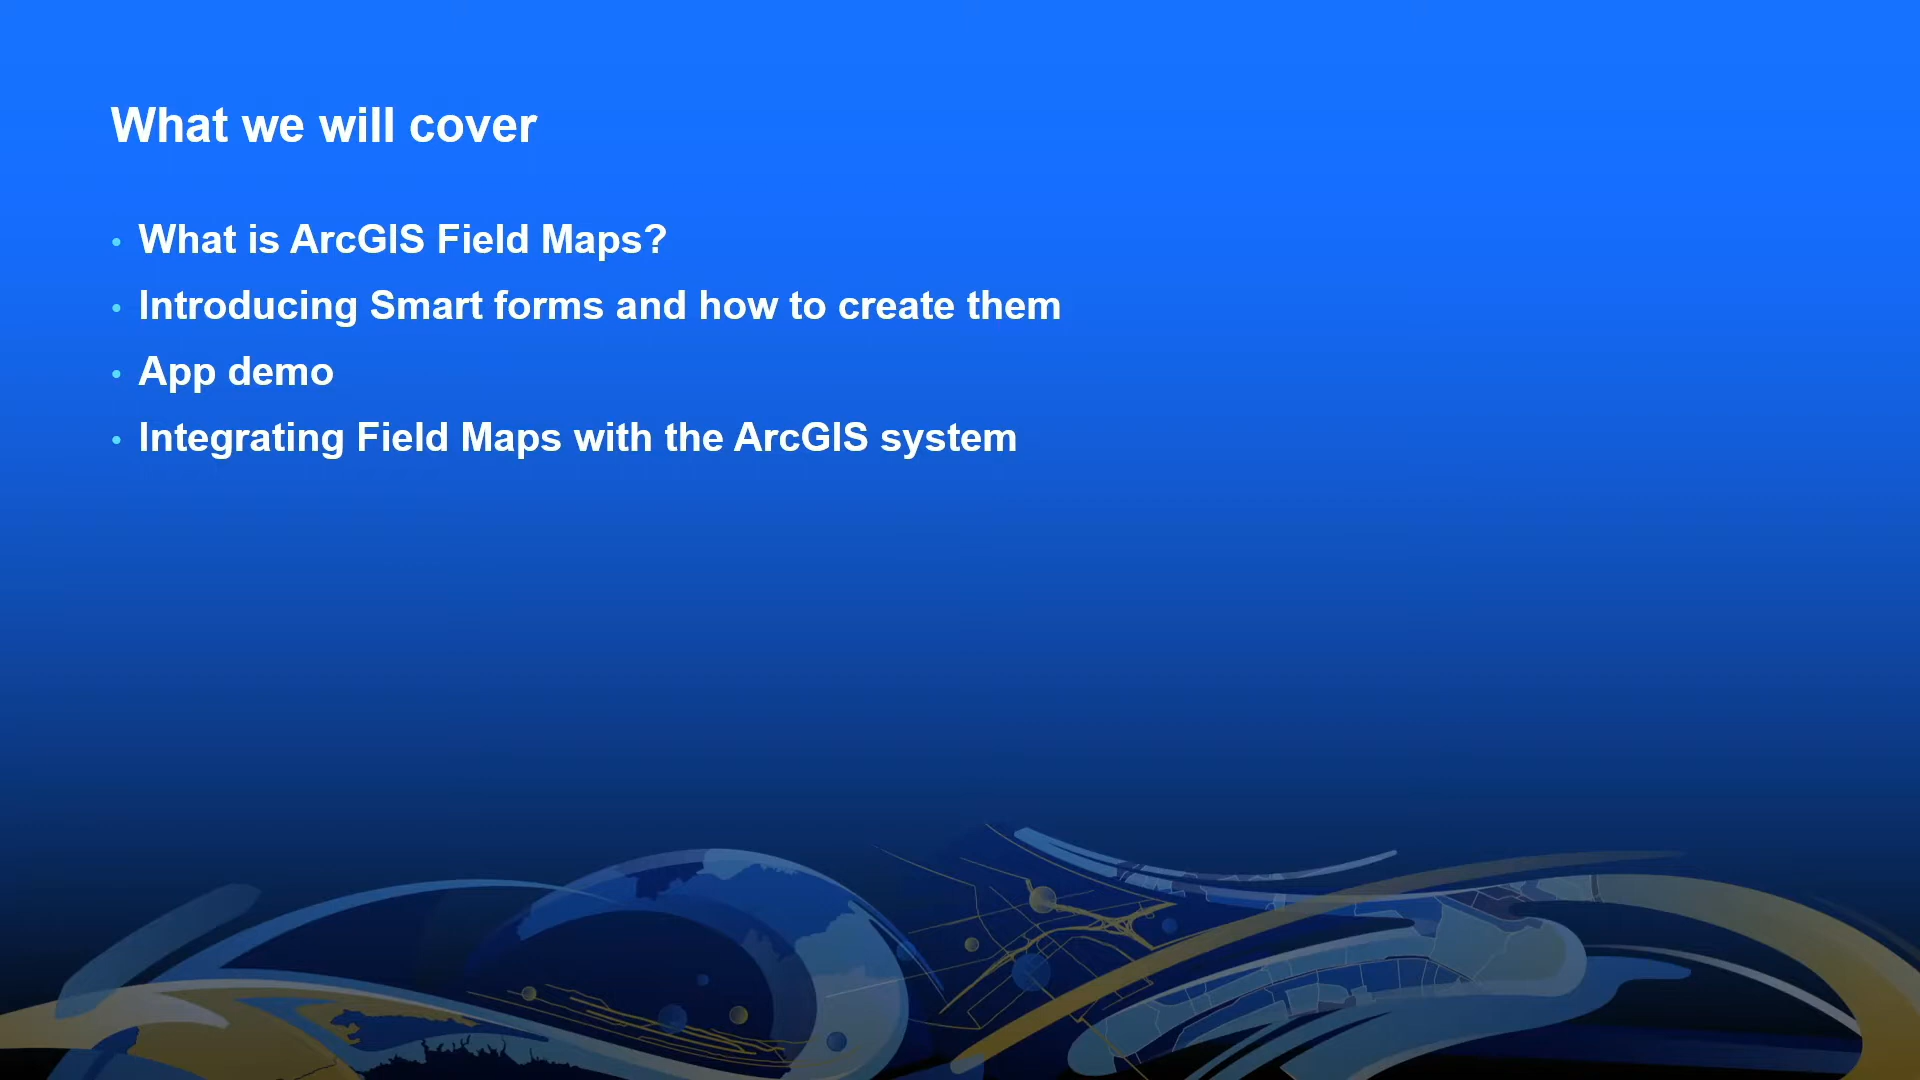 What we will cover
• What is ArcGIS Field Maps?
• Introducing Smart forms and how to create them
• App demo
• Integrating Field Maps with the ArcGIS system